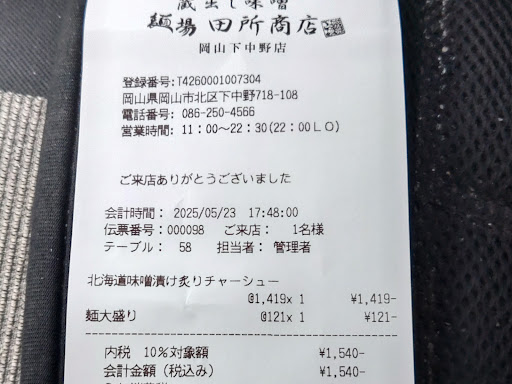 蔵出し味噌
麺場 田所商店
岡山下中野店
登録番号:T4260001007304
岡山県岡山市北区下中野718-108
電話番号: 086-250-4566
営業時間: 11:00～22:30(22:00LO)
ご来店ありがとうございました
会計時間: 2025/05/23 17:48:00
伝票番号:000098 ご来店: 1名様
テーブル: 58 担当者: 管理者
北海道味噌漬け炙りチャーシュー
@1,419x 1 ¥1,419-
麺大盛り @121x 1 ¥121-
内税 10%対象額 ¥1,540-
会計金額(税込み) ¥1,540-